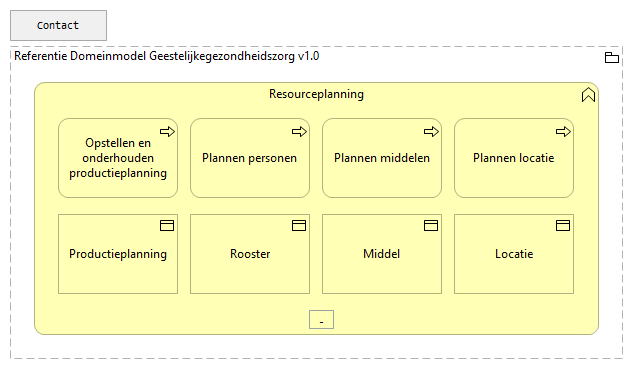 Contact
Referentie Domeinmodel Geestelijkegezondheidszorg v1.0
Resourceplanning
Opstellen en
onderhouden
productieplanning
Plannen personen
Plannen middelen
Plannen locatie
Productieplanning
Rooster
Middel
Locatie
-